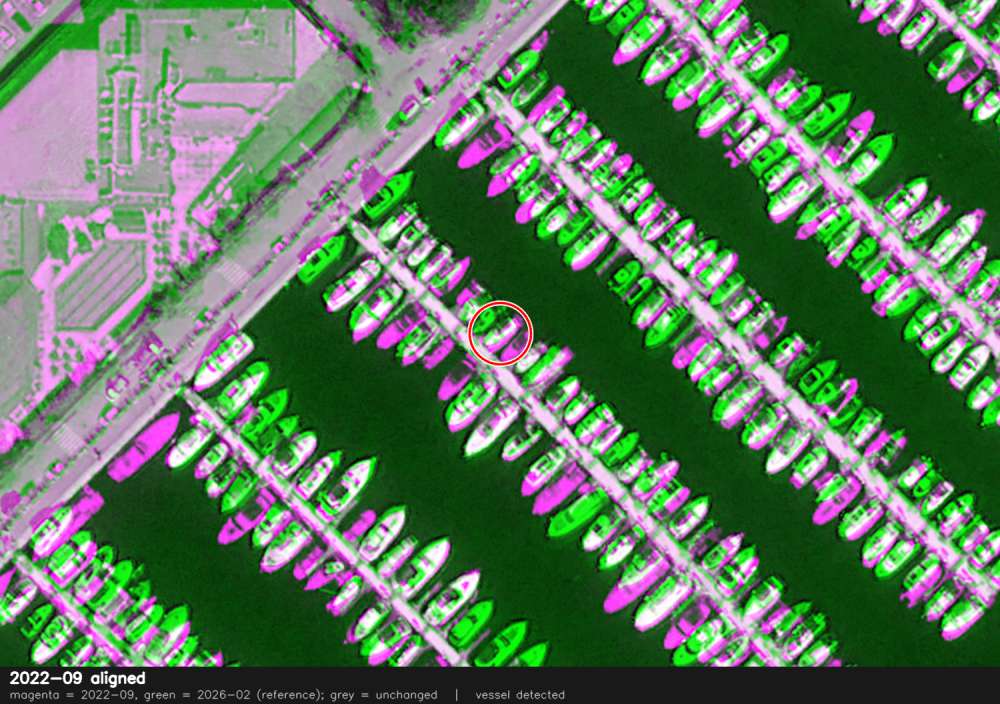 2022-09 aligned
magenta = 2022-09, green = 2026-02 (reference); grey = unchanged | vessel detected